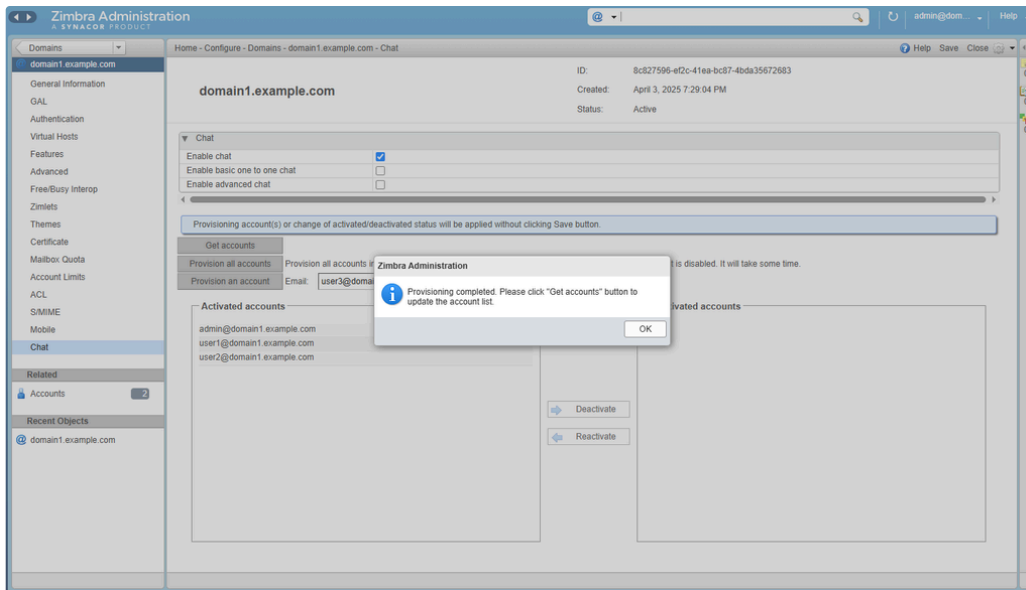 Zimbra Administration
A SYNACOR PRODUCT
@
admin@dom...
Help
Domains
Home - Configure - Domains - domain1.example.com - Chat
Help Save Close
domain1.example.com
General Information
GAL
Authentication
Virtual Hosts
Features
Advanced
Free/Busy Interop
Zimlets
Themes
Certificate
Mailbox Quota
Account Limits
ACL
S/MIME
Mobile
Chat
Related
Accounts 2
Recent Objects
@ domain1.example.com
domain1.example.com
ID: 8c827596-ef2c-41ea-bc87-4bda35672683
Created: April 3, 2025 7:29:04 PM
Status: Active
Chat
Enable chat
Enable basic one to one chat
Enable advanced chat
Provisioning account(s) or change of activated/deactivated status will be applied without clicking Save button.
Get accounts
Provision all accounts Provision all accounts i
t is disabled. It will take some time.
Provision an account Email: user3@domai
Zimbra Administration
Provisioning completed. Please click "Get accounts" button to
update the account list.
OK
Activated accounts
admin@domain1.example.com
user1@domain1.example.com
user2@domain1.example.com
Deactivate
Reactivate
ivated accounts